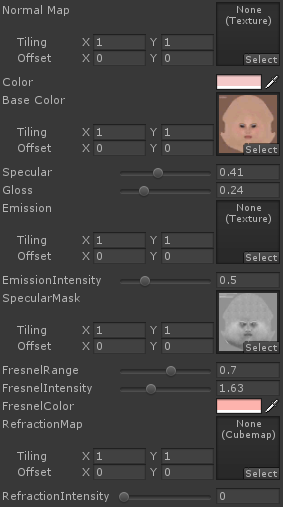 Normal Map
None
(Texture)
Tiling X 1 Y 1
Offset X 0 Y 0
Select
Color
Base Color
Tiling X 1 Y 1
Offset X 0 Y 0
Select
Specular 0.41
Gloss 0.24
Emission
None
(Texture)
Tiling X 1 Y 1
Offset X 0 Y 0
Select
EmissionIntensity 0.5
SpecularMask
Tiling X 1 Y 1
Offset X 0 Y 0
Select
FresnelRange 0.7
FresnelIntensity 1.63
FresnelColor
RefractionMap
None
(Cubemap)
Tiling X 1 Y 1
Offset X 0 Y 0
Select
RefractionIntensity 0